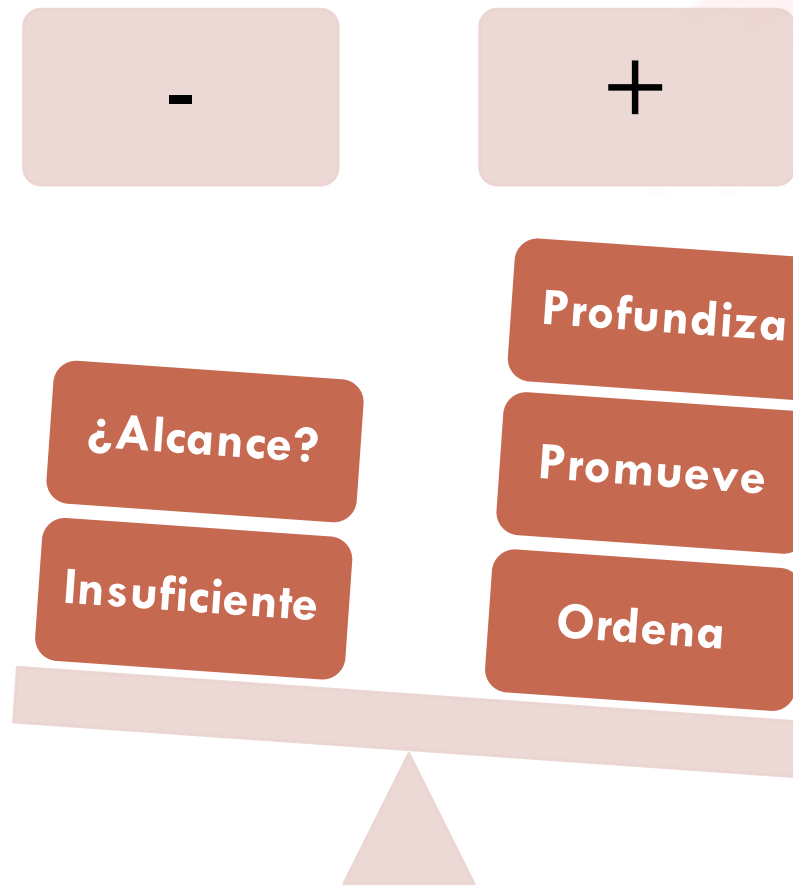 -
+
Profundiza
¿Alcance?
Promueve
Insuficiente
Ordena